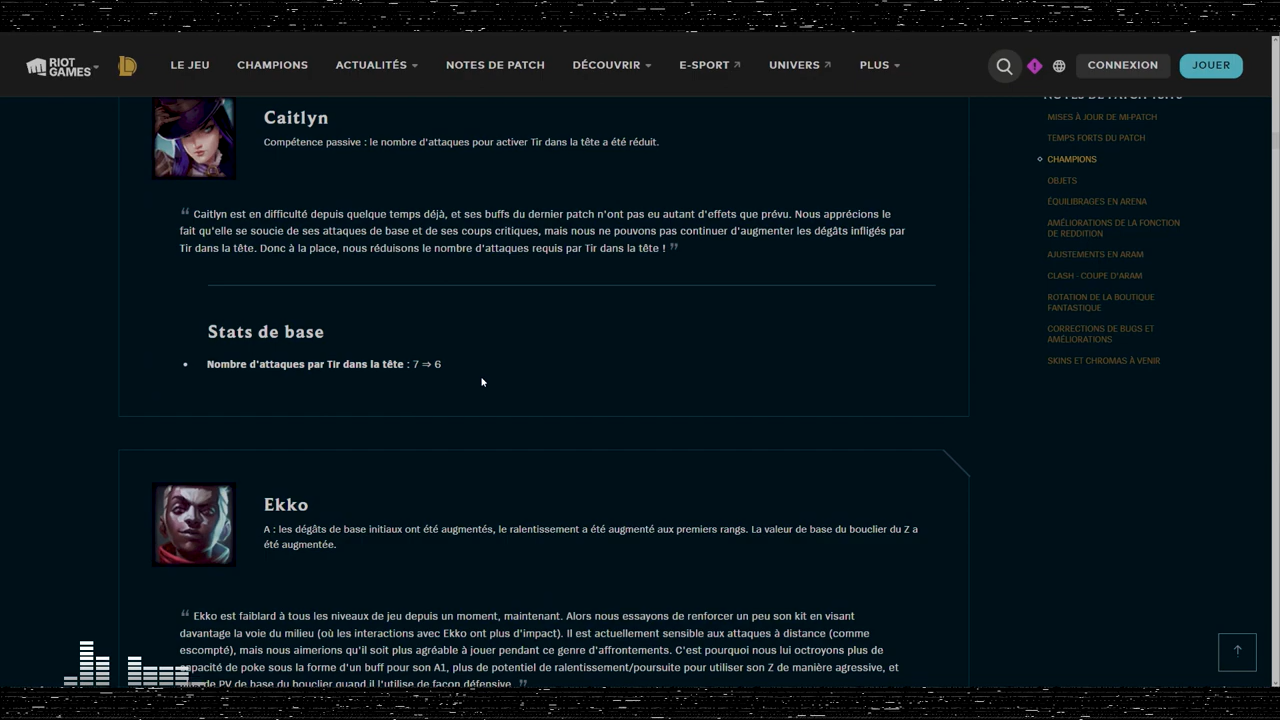 RIOT GAMES
LE JEU
CHAMPIONS
ACTUALITÉS
NOTES DE PATCH
DÉCOUVRIR
E-SPORT
UNIVERS
PLUS
CONNEXION
JOUER
Caitlyn
Compétence passive : le nombre d'attaques pour activer Tir dans la tête a été réduit.
“ Caitlyn est en difficulté depuis quelque temps déjà, et ses buffs du dernier patch n'ont pas eu autant d'effets que prévu. Nous apprécions le
fait qu'elle se soucie de ses attaques de base et de ses coups critiques, mais nous ne pouvons pas continuer d'augmenter les dégâts infligés par
Tir dans la tête. Donc à la place, nous réduisons le nombre d'attaques requis par Tir dans la tête ! ”
Stats de base
• Nombre d'attaques par Tir dans la tête : 7 ⇒ 6
Ekko
A : les dégâts de base initiaux ont été augmentés, le ralentissement a été augmenté aux premiers rangs. La valeur de base du bouclier du Z a
été augmentée.
“ Ekko est faiblard à tous les niveaux de jeu depuis un moment, maintenant. Alors nous essayons de renforcer un peu son kit en visant
davantage la voie du milieu (où les interactions avec Ekko ont plus d'impact). Il est actuellement sensible aux attaques à distance (comme
escompté), mais nous aimerions qu'il soit plus agréable à jouer pendant ce genre d'affrontements. C'est pourquoi nous lui octroyons plus de
capacité de poke sous la forme d'un buff pour son A1, plus de potentiel de ralentissement/poursuite pour utiliser son Z de manière agressive, et
de PV de base du bouclier quand il l'utilise de façon défensive. ”
NOTES DE PATCH
MISES À JOUR DE MI-PATCH
TEMPS FORTS DU PATCH
CHAMPIONS
OBJETS
ÉQUILIBRAGES EN ARENA
AMÉLIORATIONS DE LA FONCTION
DE REDDITION
AJUSTEMENTS EN ARAM
CLASH - COUPE D'ARAM
ROTATION DE LA BOUTIQUE
FANTASTIQUE
CORRECTIONS DE BUGS ET
AMÉLIORATIONS
SKINS ET CHROMAS À VENIR